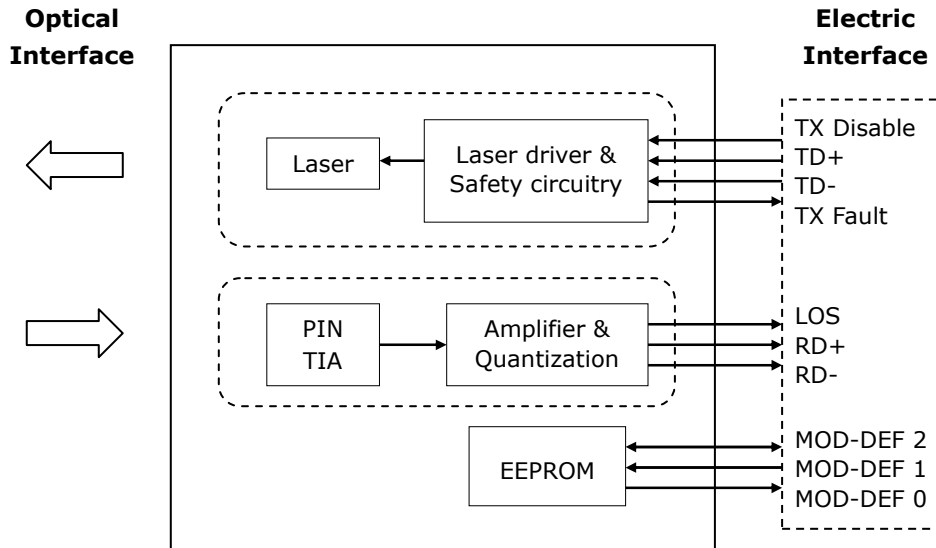 Optical
Interface
Electric
Interface
Laser
Laser driver &
Safety circuitry
TX Disable
TD+
TD-
TX Fault
PIN
TIA
Amplifier &
Quantization
LOS
RD+
RD-
EEPROM
MOD-DEF 2
MOD-DEF 1
MOD-DEF 0